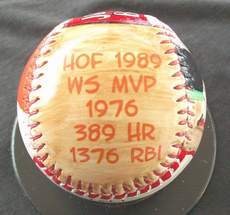 HOF 1989
WS MVP
1976
389 HR
1376 RBI